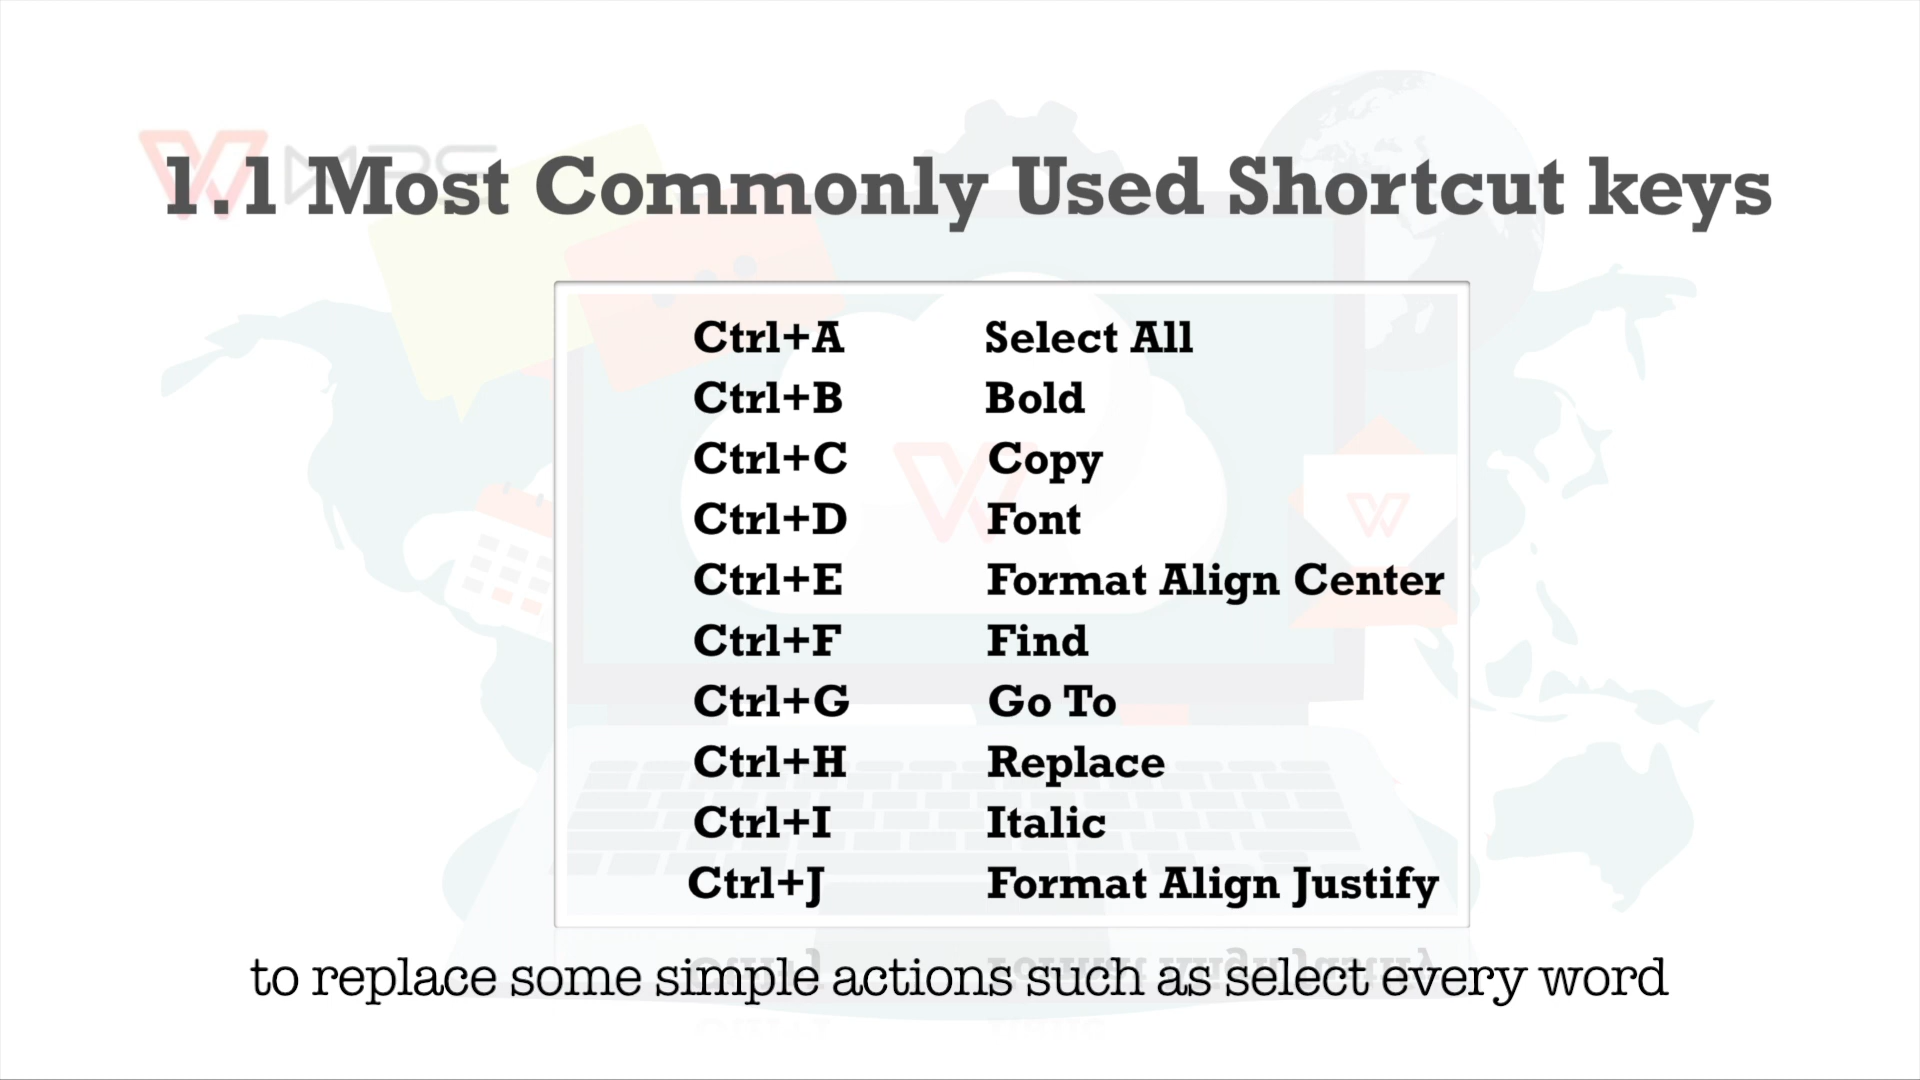 1.1 Most Commonly Used Shortcut keys
Ctrl+A Select All
Ctrl+B Bold
Ctrl+C Copy
Ctrl+D Font
Ctrl+E Format Align Center
Ctrl+F Find
Ctrl+G Go To
Ctrl+H Replace
Ctrl+I Italic
Ctrl+J Format Align Justify
to replace some simple actions such as select every word